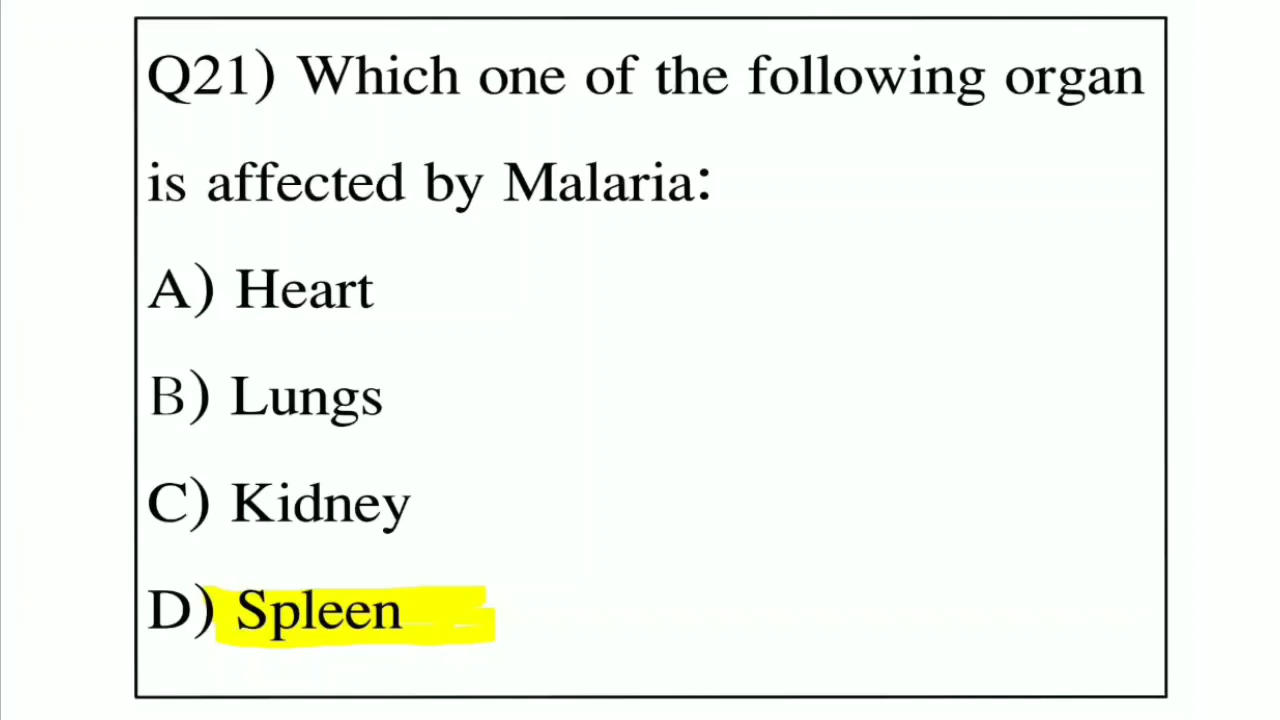 Q21) Which one of the following organ
is affected by Malaria:
A) Heart
B) Lungs
C) Kidney
D) Spleen